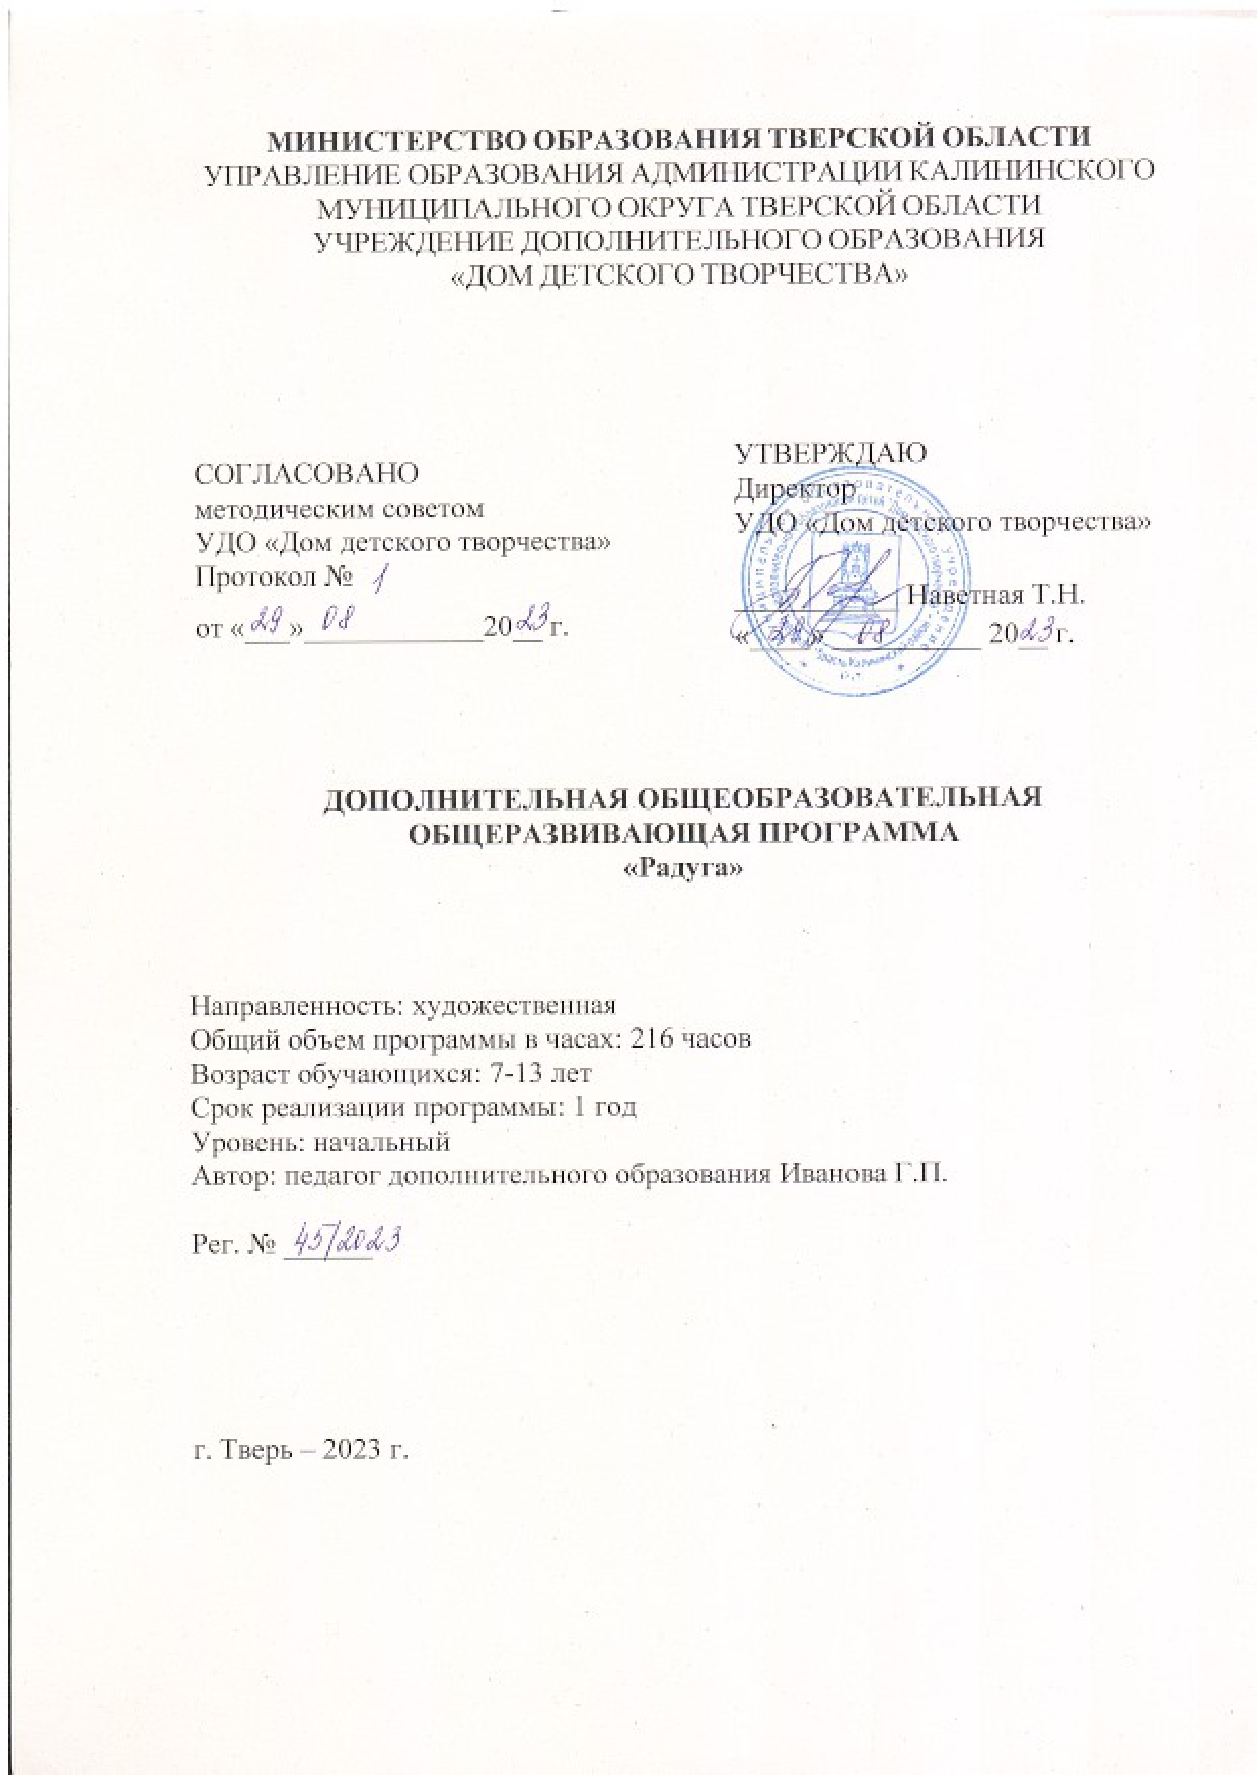 МИНИСТЕРСТВО ОБРАЗОВАНИЯ ТВЕРСКОЙ ОБЛАСТИ
УПРАВЛЕНИЕ ОБРАЗОВАНИЯ АДМИНИСТРАЦИИ КАЛИНИНСКОГО
МУНИЦИПАЛЬНОГО ОКРУГА ТВЕРСКОЙ ОБЛАСТИ
УЧРЕЖДЕНИЕ ДОПОЛНИТЕЛЬНОГО ОБРАЗОВАНИЯ
«ДОМ ДЕТСКОГО ТВОРЧЕСТВА»
СОГЛАСОВАНО
методическим советом
УДО «Дом детского творчества»
Протокол № 1
от «29» 08 2023 г.
УТВЕРЖДАЮ
Директор
УДО «Дом детского творчества»
Наветная Т.Н.
«29» 08 2023 г.
ДОПОЛНИТЕЛЬНАЯ ОБЩЕОБРАЗОВАТЕЛЬНАЯ
ОБЩЕРАЗВИВАЮЩАЯ ПРОГРАММА
«Радуга»
Направленность: художественная
Общий объем программы в часах: 216 часов
Возраст обучающихся: 7-13 лет
Срок реализации программы: 1 год
Уровень: начальный
Автор: педагог дополнительного образования Иванова Г.П.
Рег. № 45/2023
г. Тверь – 2023 г.